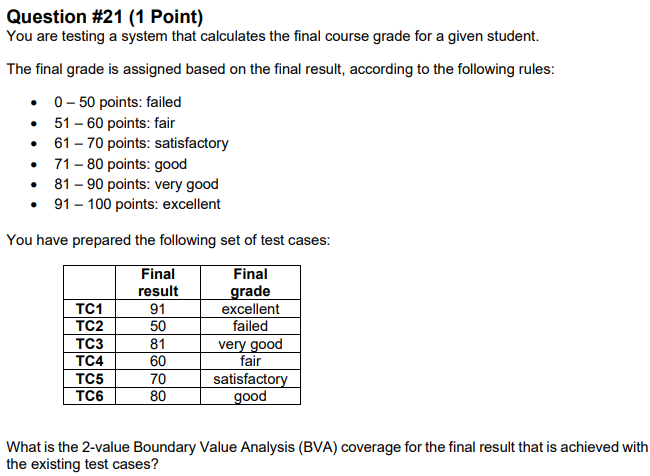 Question #21 (1 Point)
You are testing a system that calculates the final course grade for a given student.
The final grade is assigned based on the final result, according to the following rules:
• 0 – 50 points: failed
• 51 – 60 points: fair
• 61 – 70 points: satisfactory
• 71 – 80 points: good
• 81 – 90 points: very good
• 91 – 100 points: excellent
You have prepared the following set of test cases:
Final result Final grade
TC1 91 excellent
TC2 50 failed
TC3 81 very good
TC4 60 fair
TC5 70 satisfactory
TC6 80 good
What is the 2-value Boundary Value Analysis (BVA) coverage for the final result that is achieved with
the existing test cases?